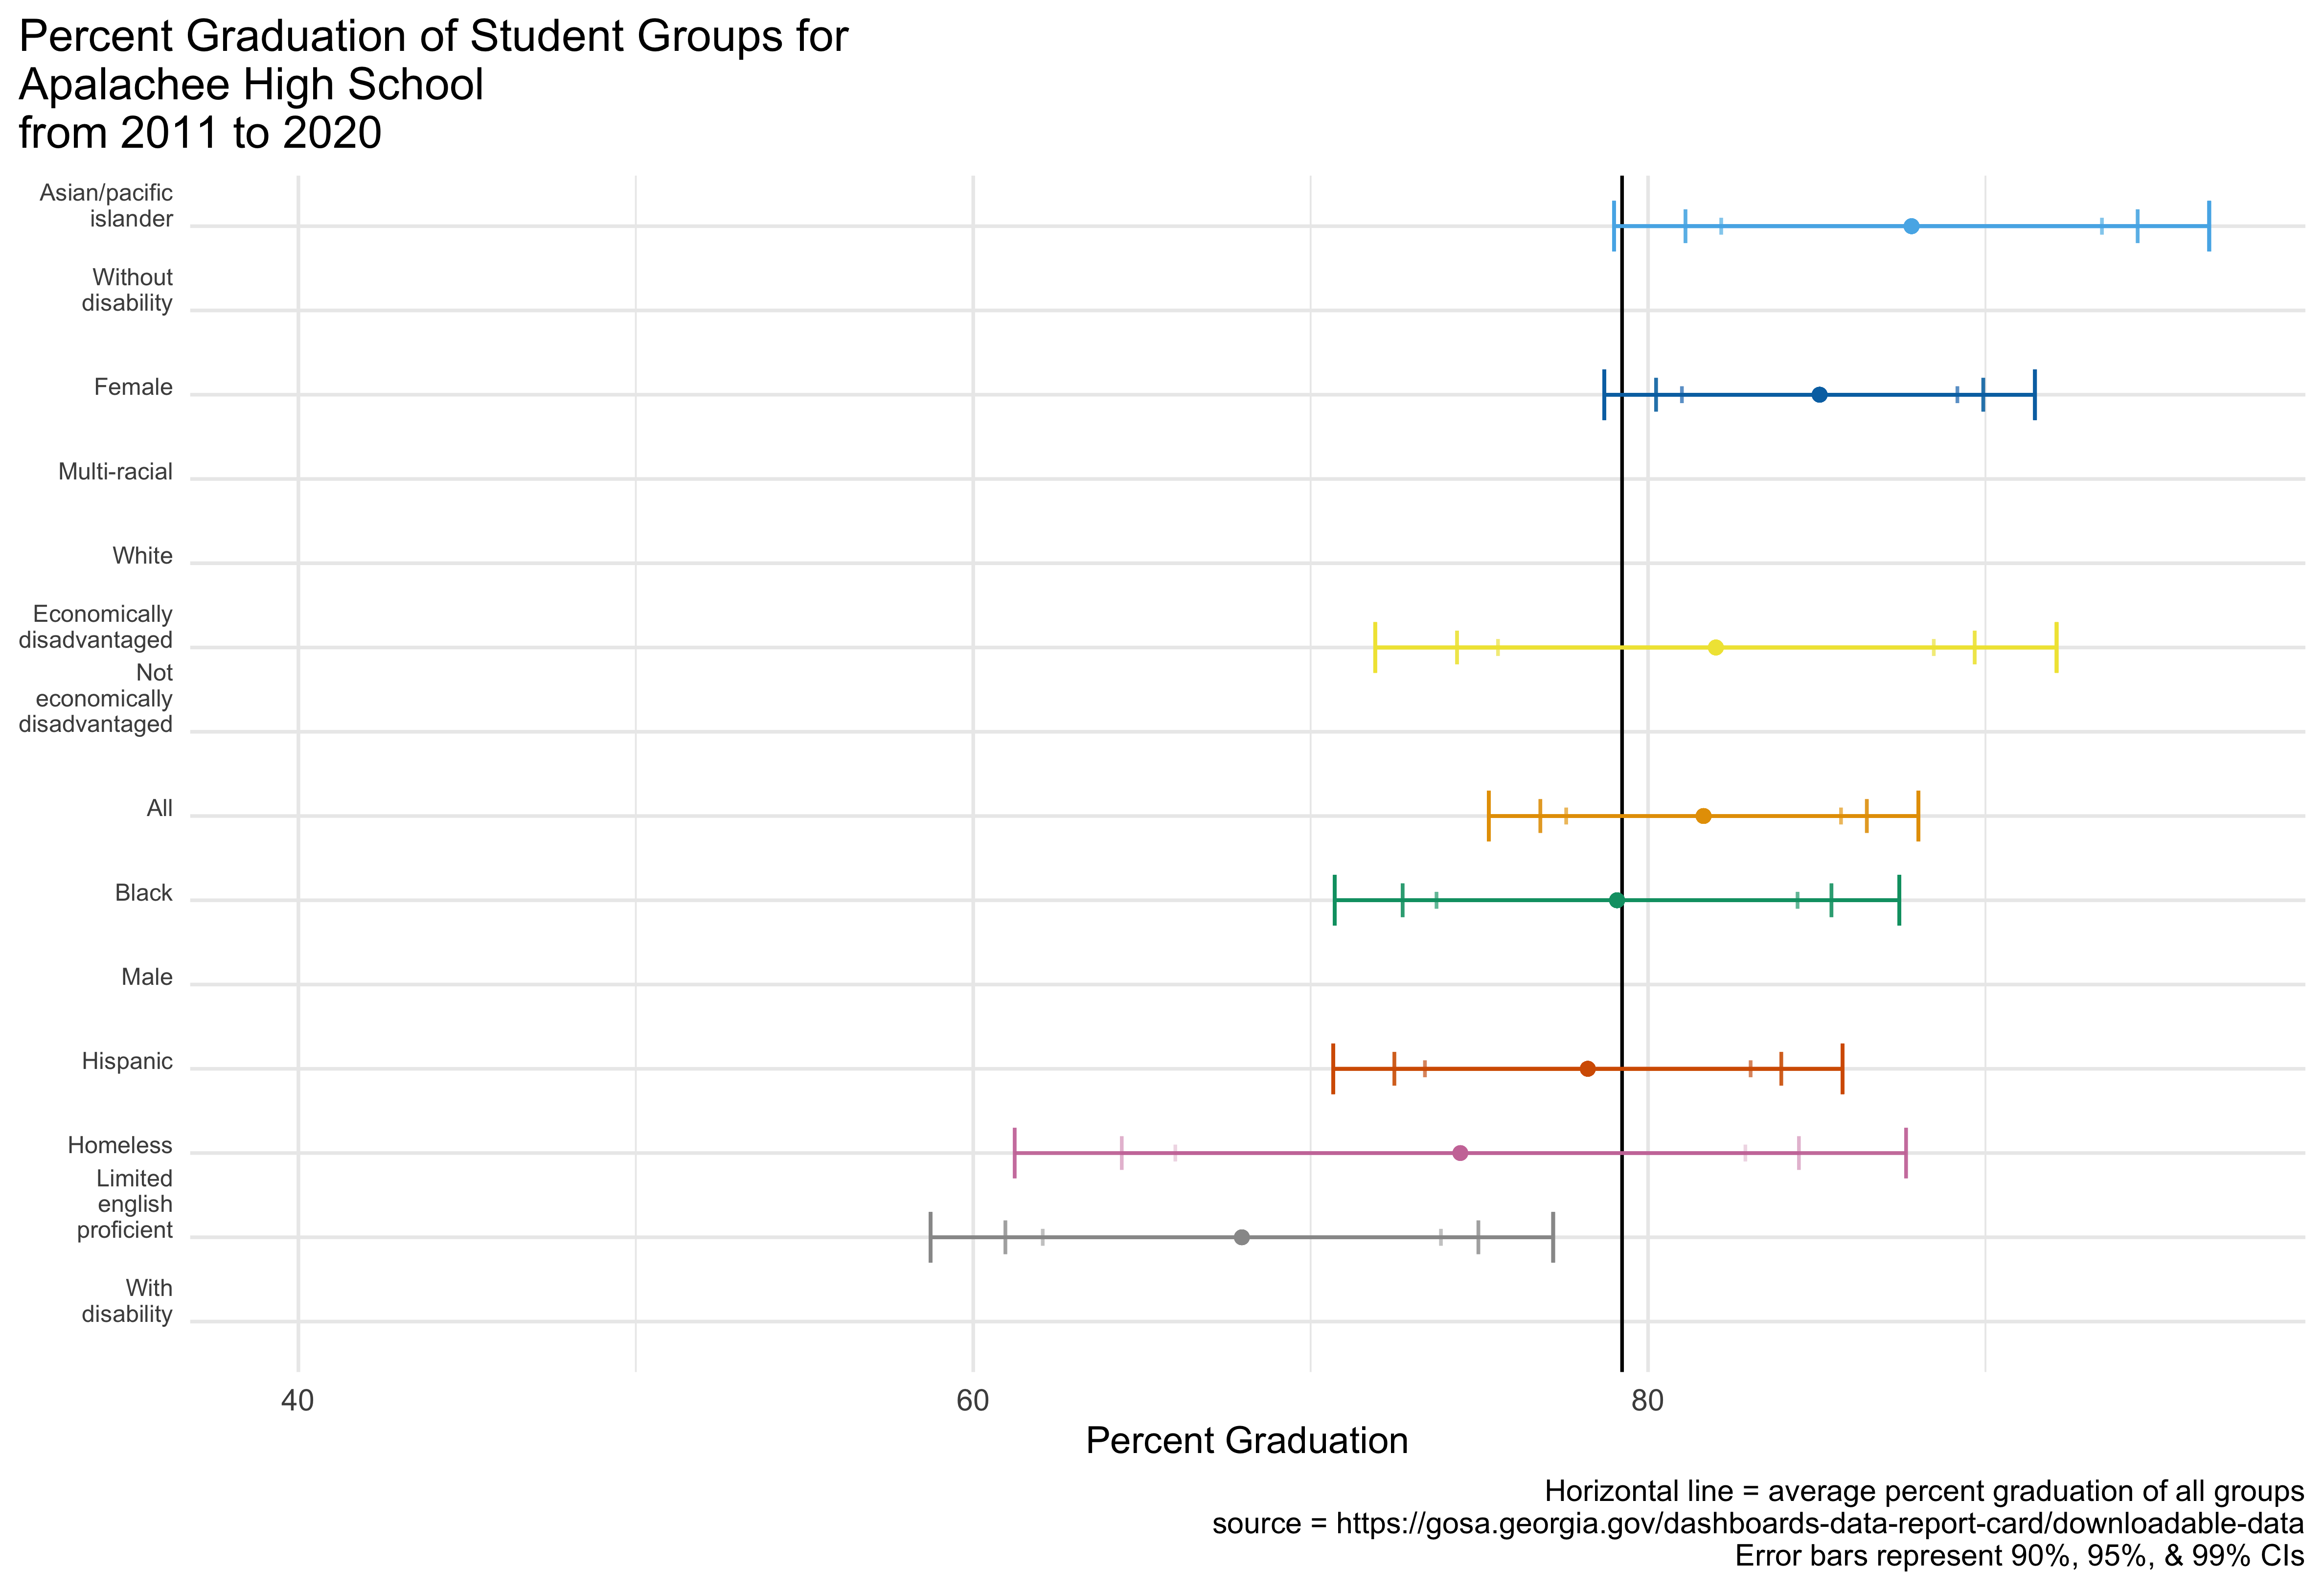 Percent Graduation of Student Groups for
Apalachee High School
from 2011 to 2020
Asian/pacific
islander
Without
disability
Female
Multi-racial
White
Economically
disadvantaged
Not
economically
disadvantaged
All
Black
Male
Hispanic
Homeless
Limited
english
proficient
With
disability
40 60 80
Percent Graduation
Horizontal line = average percent graduation of all groups
source = https://gosa.georgia.gov/dashboards-data-report-card/downloadable-data
Error bars represent 90%, 95%, & 99% CIs